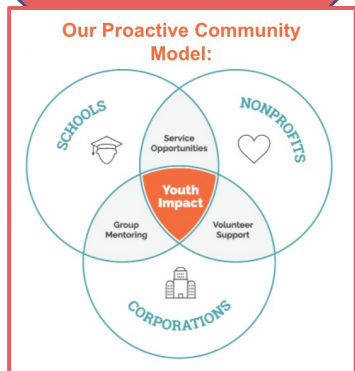 Our Proactive Community
Model:
SCHOOLS
NONPROFITS
Service
Opportunities
Youth
Impact
Group
Mentoring
Volunteer
Support
CORPORATIONS